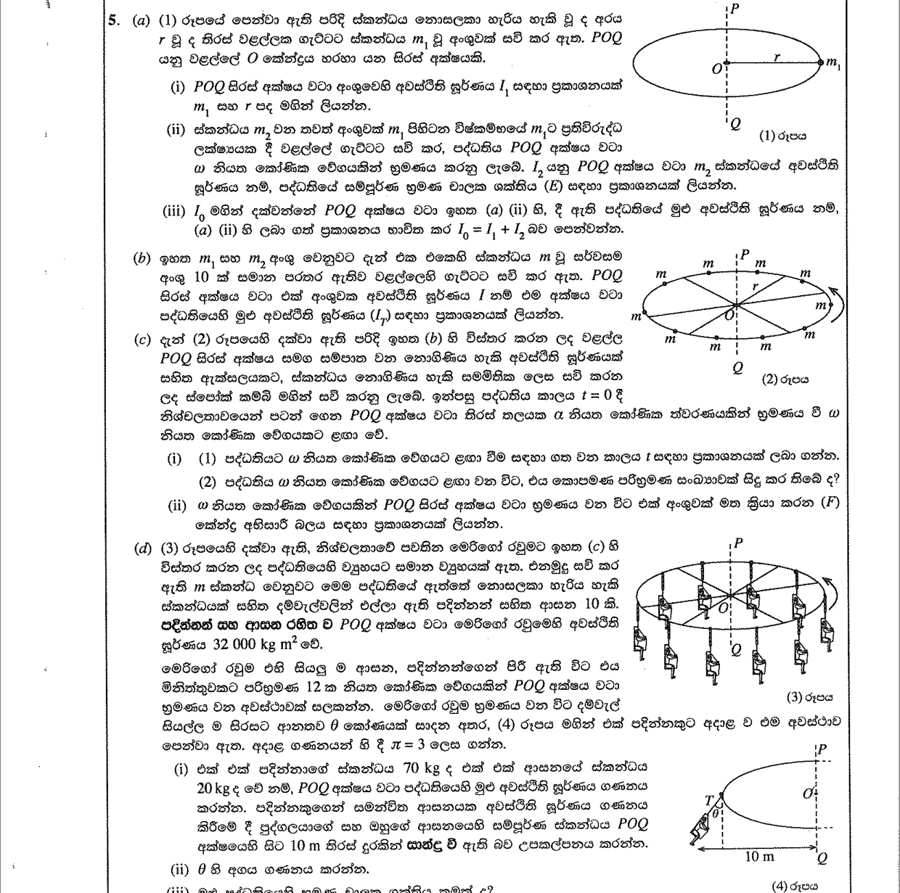 5. (a) (1) රූපයේ පෙන්වා ඇති පරිදි ස්කන්ධය නොසලකා හැරිය හැකි වූ ද අරය
r වූ ද තිරස් වළල්ලක ගැට්ටට ස්කන්ධය m₁ වූ අංශුවක් සවි කර ඇත. POQ
යනු වළල්ලේ O කේන්ද්‍රය හරහා යන සිරස් අක්ෂයකි.
(i) POQ සිරස් අක්ෂය වටා අංශුවෙහි අවස්ථිති ඝූර්ණය I₁ සඳහා ප්‍රකාශනයක්
m₁ සහ r පද මගින් ලියන්න.
P
O
r
m₁
Q
(1) රූපය
(ii) ස්කන්ධය m₂ වන තවත් අංශුවක් m₁ පිහිටන විෂ්කම්භයේ m₁ට ප්‍රතිවිරුද්ධ
ලක්ෂ්‍යයක දී වළල්ලේ ගැට්ටට සවි කර, පද්ධතිය POQ අක්ෂය වටා
ω නියත කෝණික වේගයකින් භ්‍රමණය කරනු ලැබේ. I₂ යනු POQ අක්ෂය වටා m₂ ස්කන්ධයේ අවස්ථිති
ඝූර්ණය නම්, පද්ධතියේ සම්පූර්ණ භ්‍රමණ චාලක ශක්තිය (E) සඳහා ප්‍රකාශනයක් ලියන්න.
(iii) I₀ මගින් දක්වන්නේ POQ අක්ෂය වටා ඉහත (a) (ii) හි, දී ඇති පද්ධතියේ මුළු අවස්ථිති ඝූර්ණය නම්,
(a) (ii) හි ලබා ගත් ප්‍රකාශනය භාවිත කර I₀ = I₁ + I₂ බව පෙන්වන්න.
(b) ඉහත m₁ සහ m₂ අංශු වෙනුවට දැන් එක එකෙහි ස්කන්ධය m වූ සර්වසම
අංශු 10 ක් සමාන පරතර ඇතිව වළල්ලෙහි ගැට්ටට සවි කර ඇත. POQ
සිරස් අක්ෂය වටා එක් අංශුවක අවස්ථිති ඝූර්ණය I නම් එම අක්ෂය වටා
පද්ධතියෙහි මුළු අවස්ථිති ඝූර්ණය (I_T) සඳහා ප්‍රකාශනයක් ලියන්න.
P
m m m m m m m m m m
r
O
Q
(2) රූපය
(c) දැන් (2) රූපයෙහි දක්වා ඇති පරිදි ඉහත (b) හි විස්තර කරන ලද වළල්ල
POQ සිරස් අක්ෂය සමග සම්පාත වන නොගිණිය හැකි අවස්ථිති ඝූර්ණයක්
සහිත ඇක්සලයකට, ස්කන්ධය නොගිණිය හැකි සමමිතික ලෙස සවි කරන
ලද ස්පෝක් කම්බි මගින් සවි කරනු ලැබේ. ඉන්පසු පද්ධතිය කාලය t = 0 දී
නිශ්චලතාවයෙන් පටන් ගෙන POQ අක්ෂය වටා තිරස් තලයක α නියත කෝණික ත්වරණයකින් භ්‍රමණය වී ω
නියත කෝණික වේගයකට ළඟා වේ.
(i) (1) පද්ධතියට ω නියත කෝණික වේගයට ළඟා වීම සඳහා ගත වන කාලය t සඳහා ප්‍රකාශනයක් ලබා ගන්න.
(2) පද්ධතිය ω නියත කෝණික වේගයට ළඟා වන විට, එය කොපමණ පරිභ්‍රමණ සංඛ්‍යාවක් සිදු කර තිබේ ද?
(ii) ω නියත කෝණික වේගයකින් POQ සිරස් අක්ෂය වටා භ්‍රමණය වන විට එක් අංශුවක් මත ක්‍රියා කරන (F)
කේන්ද්‍ර අභිසාරී බලය සඳහා ප්‍රකාශනයක් ලියන්න.
(d) (3) රූපයෙහි දක්වා ඇති, නිශ්චලතාවේ පවතින මෙරිගෝ රවුමට ඉහත (c) හි
විස්තර කරන ලද පද්ධතියෙහි ව්‍යුහයට සමාන ව්‍යුහයක් ඇත. එනමුදු සවි කර
ඇති m ස්කන්ධ වෙනුවට මෙම පද්ධතියේ ඇත්තේ නොසලකා හැරිය හැකි
ස්කන්ධයක් සහිත දම්වැල්වලින් එල්ලා ඇති පදින්නන් සහිත ආසන 10 කි.
පදින්නන් සහ ආසන රහිත ව POQ අක්ෂය වටා මෙරිගෝ රවුමෙහි අවස්ථිති
ඝූර්ණය 32 000 kg m² වේ.
P
O
Q
(3) රූපය
මෙරිගෝ රවුම එහි සියලු ම ආසන, පදින්නන්ගෙන් පිරී ඇති විට එය
මිනිත්තුවකට පරිභ්‍රමණ 12 ක නියත කෝණික වේගයකින් POQ අක්ෂය වටා
භ්‍රමණය වන අවස්ථාවක් සලකන්න. මෙරිගෝ රවුම භ්‍රමණය වන විට දම්වැල්
සියල්ල ම සිරසට ආනතව θ කෝණයක් සාදන අතර, (4) රූපය මගින් එක් පදින්නකුට අදාළ ව එම අවස්ථාව
පෙන්වා ඇත. අදාළ ගණනයන් හි දී π = 3 ලෙස ගන්න.
(i) එක් එක් පදින්නාගේ ස්කන්ධය 70 kg ද එක් එක් ආසනයේ ස්කන්ධය
20 kg ද වේ නම්, POQ අක්ෂය වටා පද්ධතියෙහි මුළු අවස්ථිති ඝූර්ණය ගණනය
කරන්න. පදින්නකුගෙන් සමන්විත ආසනයක අවස්ථිති ඝූර්ණය ගණනය
කිරීමේ දී පුද්ගලයාගේ සහ ඔහුගේ ආසනයෙහි සම්පූර්ණ ස්කන්ධය POQ
අක්ෂයෙහි සිට 10 m තිරස් දුරකින් සාන්ද්‍ර වී ඇති බව උපකල්පනය කරන්න.
(ii) θ හි අගය ගණනය කරන්න.
(iii) මුළු පද්ධතියෙහි භ්‍රමණ චාලක ශක්තිය කුමක් ද?
P
O
T
θ
10 m
Q
(4) රූපය